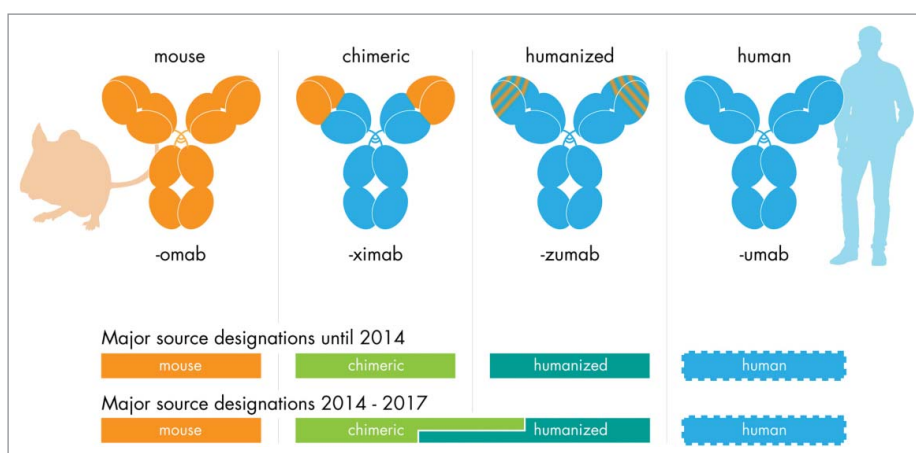 mouse chimeric humanized human
-omab -ximab -zumab -umab
Major source designations until 2014
mouse chimeric humanized human
Major source designations 2014 - 2017
mouse chimeric humanized human